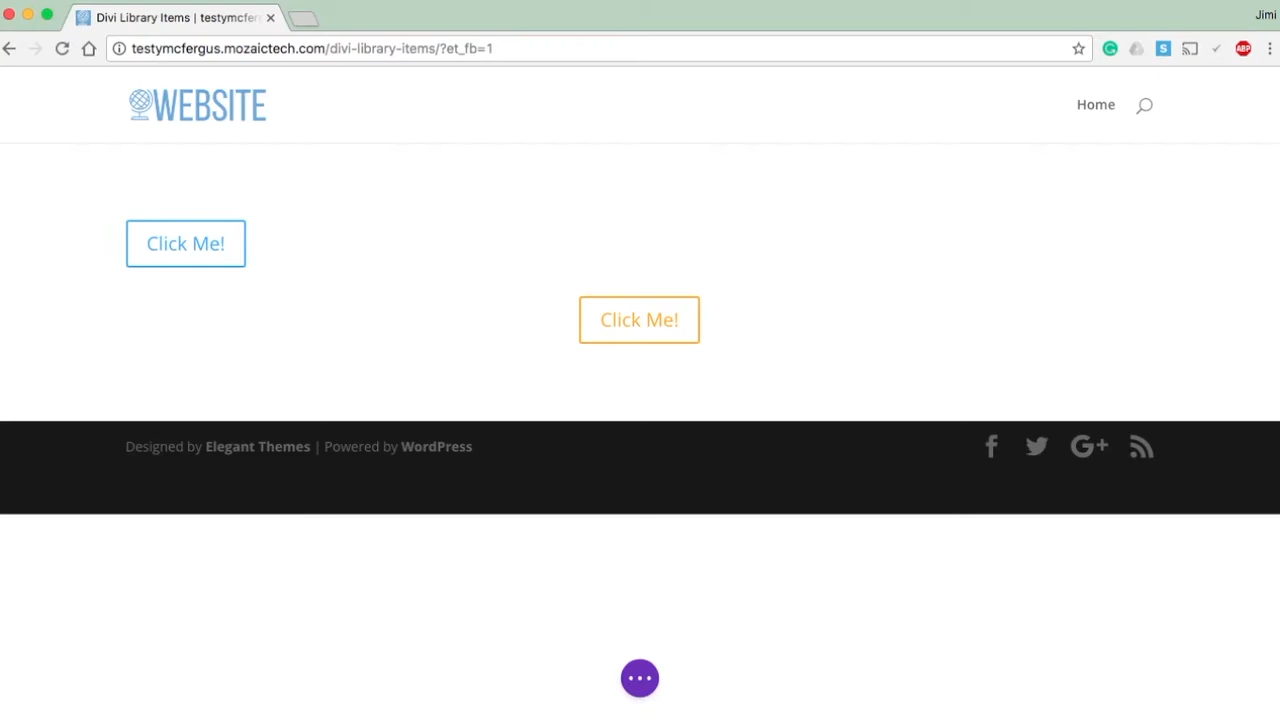 Divi Library Items | testymcfer
Jimi
testymcfergus.mozaictech.com/divi-library-items/?et_fb=1
S
ABP
WEBSITE
Home
Click Me!
Click Me!
Designed by Elegant Themes | Powered by WordPress
G+